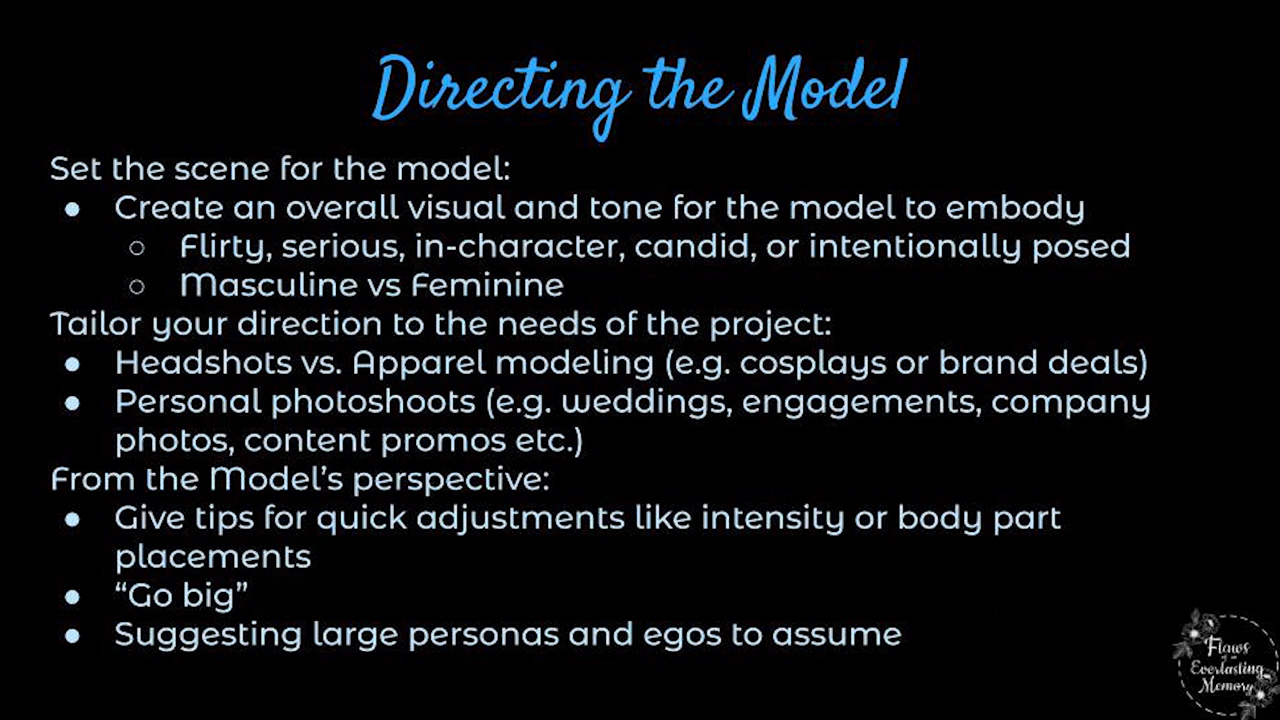 Directing the Model
Set the scene for the model:
● Create an overall visual and tone for the model to embody
○ Flirty, serious, in-character, candid, or intentionally posed
○ Masculine vs Feminine
Tailor your direction to the needs of the project:
● Headshots vs. Apparel modeling (e.g. cosplays or brand deals)
● Personal photoshoots (e.g. weddings, engagements, company
photos, content promos etc.)
From the Model's perspective:
● Give tips for quick adjustments like intensity or body part
placements
● “Go big”
● Suggesting large personas and egos to assume
Flaws
Everlasting
Memory